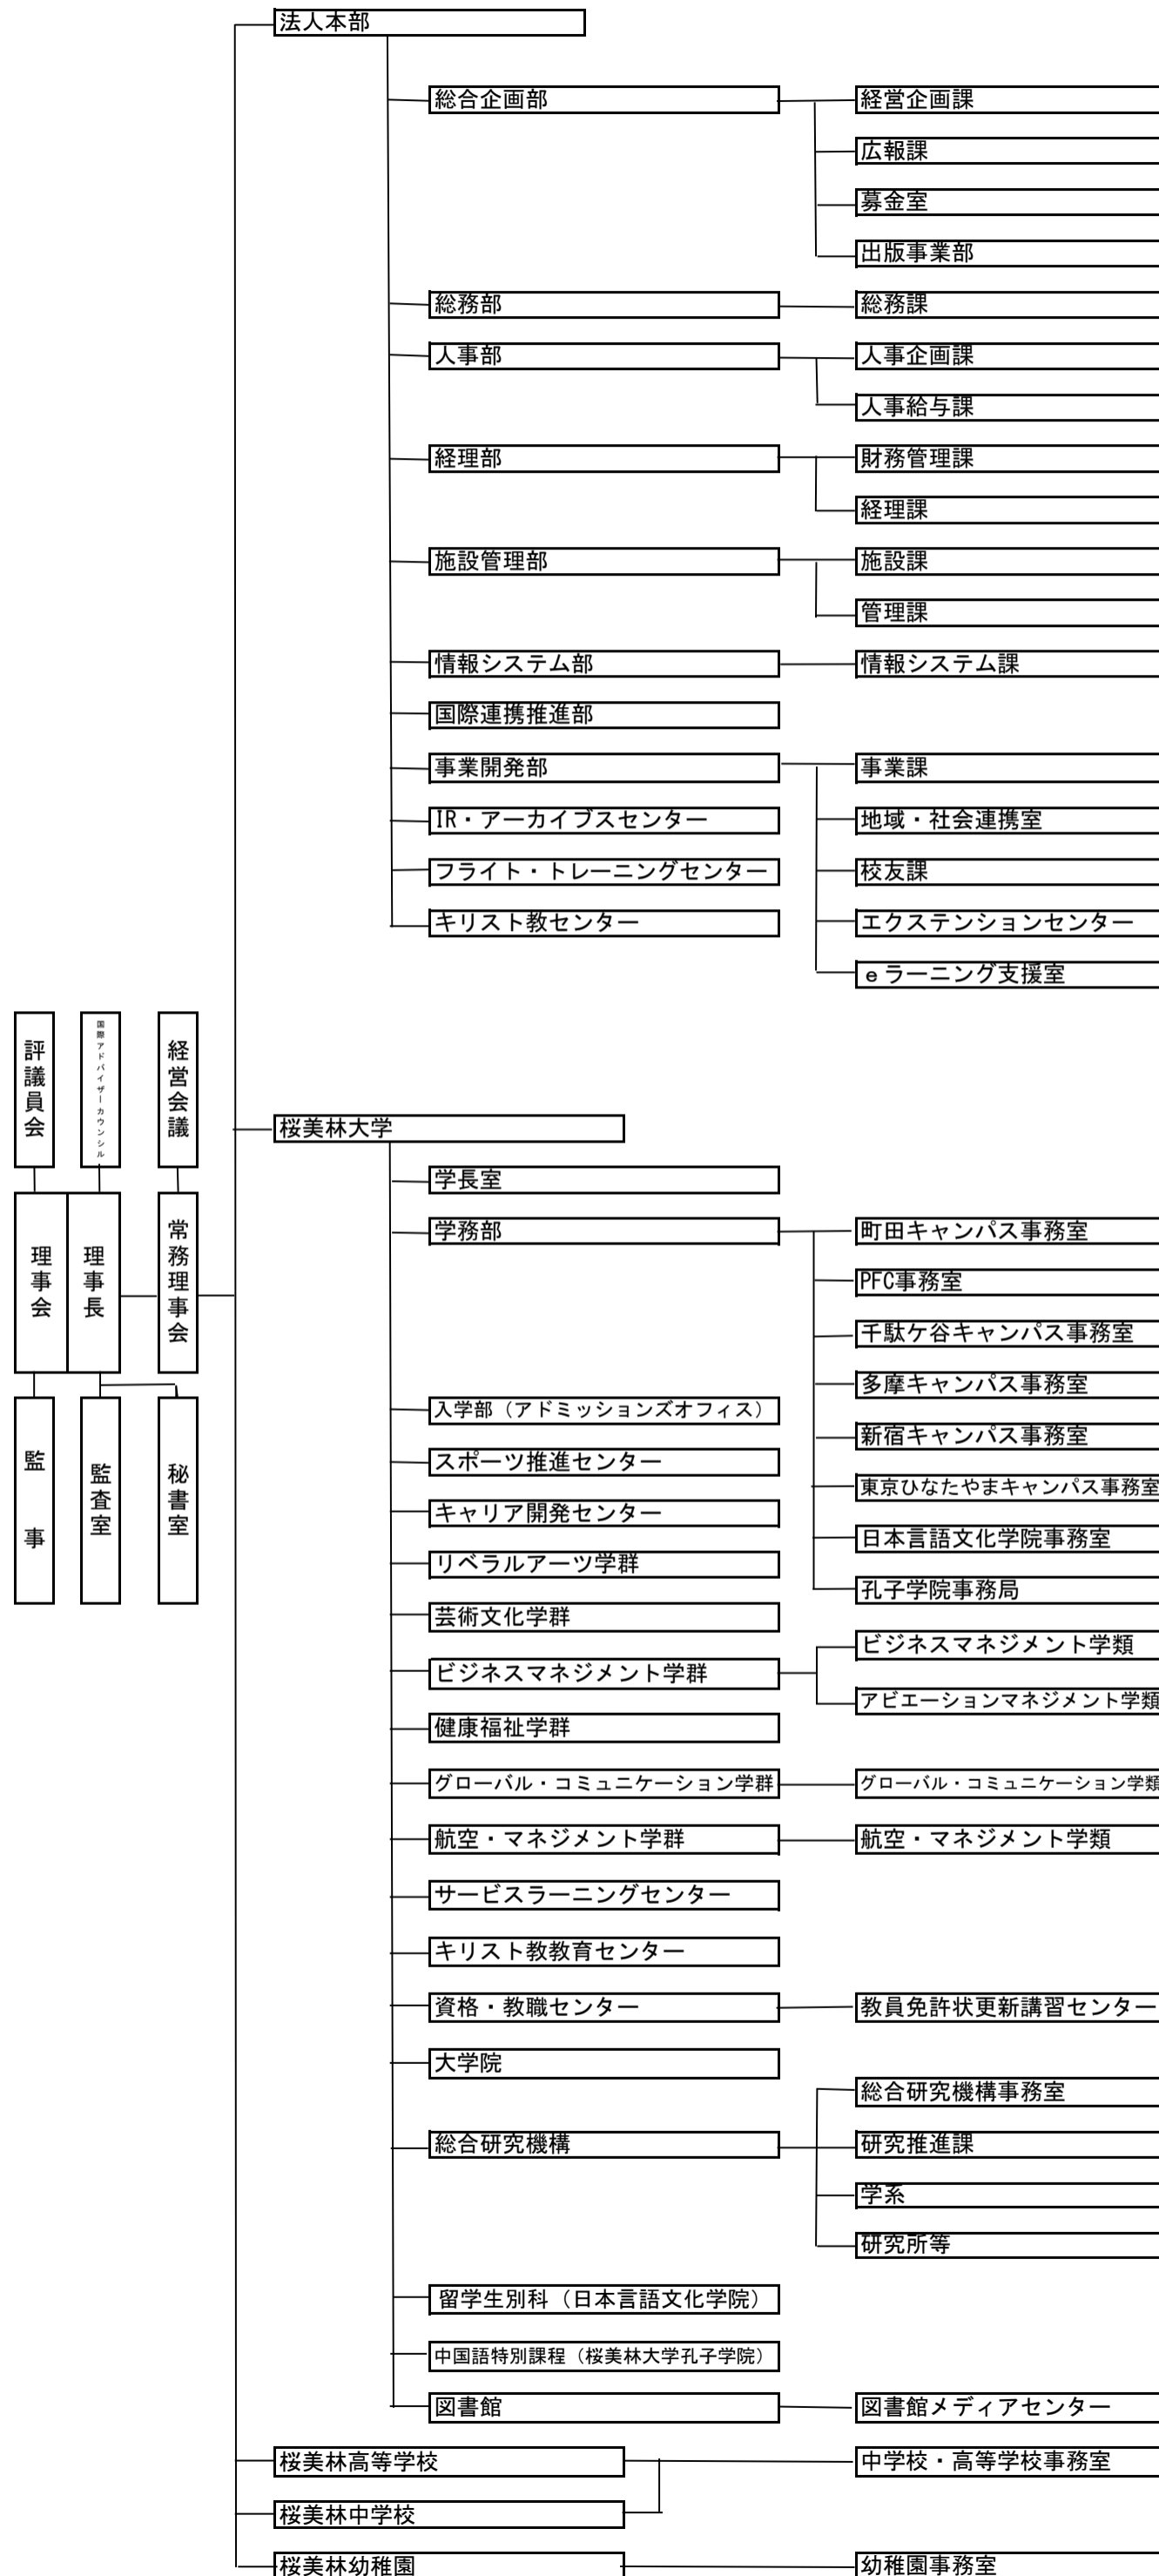 法人本部
総合企画部
経営企画課
広報課
募金室
出版事業部
総務部
総務課
人事部
人事企画課
人事給与課
経理部
財務管理課
経理課
施設管理部
施設課
管理課
情報システム部
情報システム課
国際連携推進部
事業開発部
事業課
IR・アーカイブスセンター
地域・社会連携室
フライト・トレーニングセンター
校友課
キリスト教センター
エクステンションセンター
ｅラーニング支援室
評議員会
国際アドバイザーカウンシル
経営会議
理事会
理事長
常務理事会
監事
監査室
秘書室
桜美林大学
学長室
学務部
町田キャンパス事務室
PFC事務室
千駄ケ谷キャンパス事務室
多摩キャンパス事務室
新宿キャンパス事務室
東京ひなたやまキャンパス事務室
日本言語文化学院事務室
孔子学院事務局
入学部（アドミッションズオフィス）
スポーツ推進センター
キャリア開発センター
リベラルアーツ学群
芸術文化学群
ビジネスマネジメント学群
ビジネスマネジメント学類
アビエーションマネジメント学類
健康福祉学群
グローバル・コミュニケーション学群
グローバル・コミュニケーション学類
航空・マネジメント学群
航空・マネジメント学類
サービスラーニングセンター
キリスト教教育センター
資格・教職センター
教員免許状更新講習センター
大学院
総合研究機構
総合研究機構事務室
研究推進課
学系
研究所等
留学生別科（日本言語文化学院）
中国語特別課程（桜美林大学孔子学院）
図書館
図書館メディアセンター
桜美林高等学校
中学校・高等学校事務室
桜美林中学校
桜美林幼稚園
幼稚園事務室